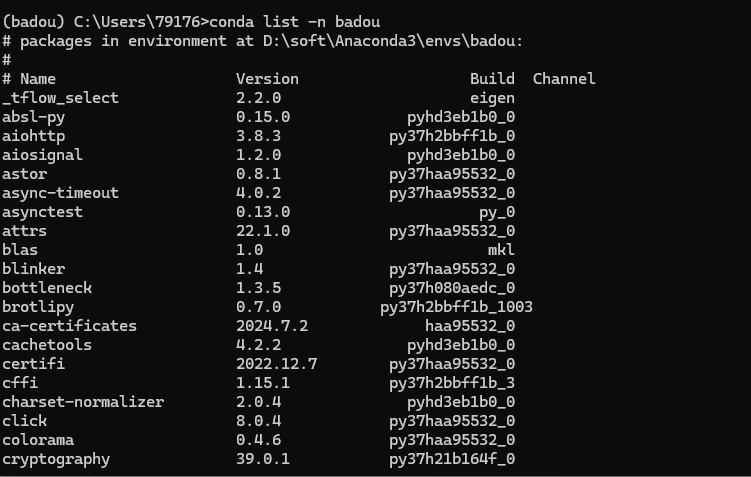 (badou) C:\Users\79176>conda list -n badou
# packages in environment at D:\soft\Anaconda3\envs\badou:
#
# Name                    Version                   Build  Channel
_tflow_select             2.2.0                     eigen
absl-py                   0.15.0             pyhd3eb1b0_0
aiohttp                   3.8.3            py37h2bbff1b_0
aiosignal                 1.2.0              pyhd3eb1b0_0
astor                     0.8.1            py37haa95532_0
async-timeout             4.0.2            py37haa95532_0
asynctest                 0.13.0                     py_0
attrs                     22.1.0           py37haa95532_0
blas                      1.0                         mkl
blinker                   1.4              py37haa95532_0
bottleneck                1.3.5            py37h080aedc_0
brotlipy                  0.7.0           py37h2bbff1b_1003
ca-certificates           2024.7.2             haa95532_0
cachetools                4.2.2              pyhd3eb1b0_0
certifi                   2022.12.7        py37haa95532_0
cffi                      1.15.1           py37h2bbff1b_3
charset-normalizer        2.0.4              pyhd3eb1b0_0
click                     8.0.4            py37haa95532_0
colorama                  0.4.6            py37haa95532_0
cryptography              39.0.1           py37h21b164f_0